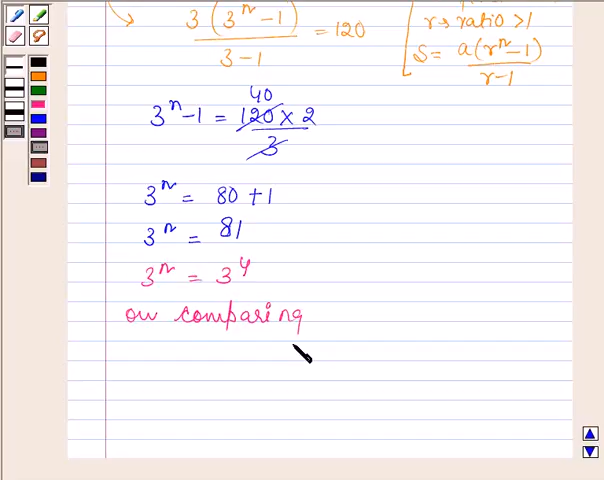 3(3ⁿ-1)/(3-1) = 120
r → ratio >1
S = a(rⁿ-1)/(r-1)
40
3ⁿ-1 = 120 × 2/3
3ⁿ = 80 + 1
3ⁿ = 81
3ⁿ = 3⁴
on comparing